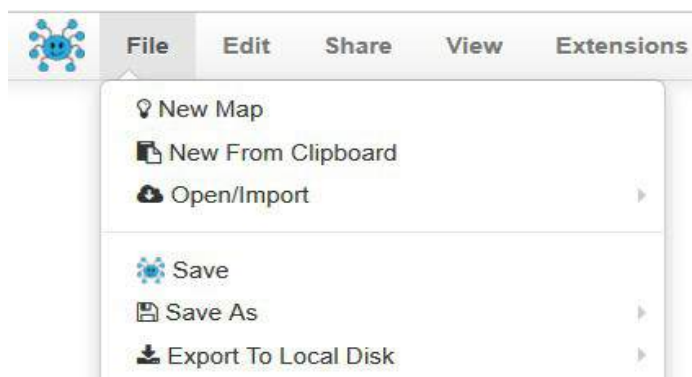 File Edit Share View Extensions
New Map
New From Clipboard
Open/Import
Save
Save As
Export To Local Disk